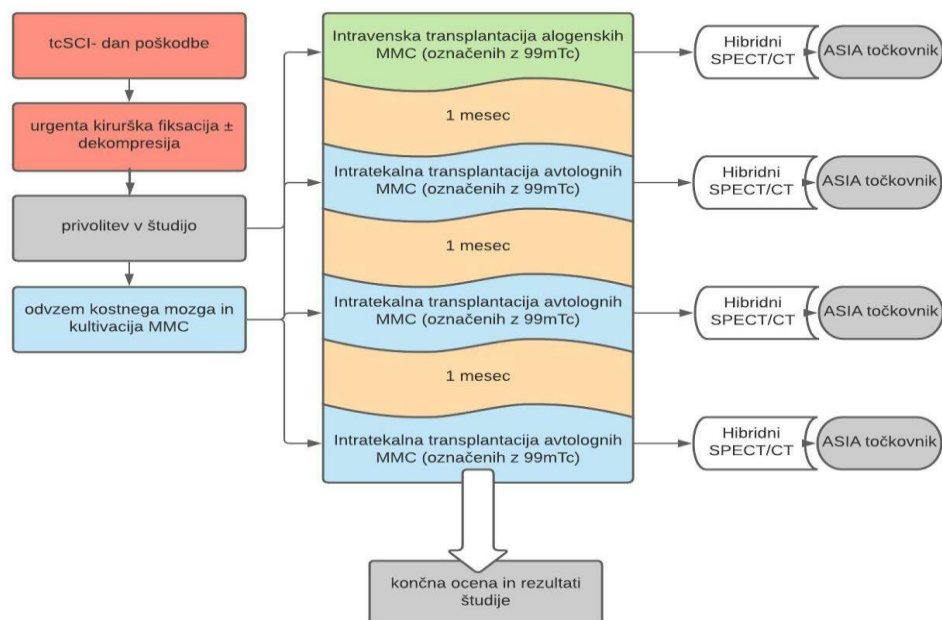 tcSCI- dan poškodbe
urgenta kirurška fiksacija ±
dekompresija
privolitev v študijo
odvzem kostnega mozga in
kultivacija MMC
Intravenska transplantacija alogenskih
MMC (označenih z 99mTc)
1 mesec
Intratekalna transplantacija avtolognih
MMC (označenih z 99mTc)
1 mesec
Intratekalna transplantacija avtolognih
MMC (označenih z 99mTc)
1 mesec
Intratekalna transplantacija avtolognih
MMC (označenih z 99mTc)
Hibridni
SPECT/CT
ASIA točkovnik
Hibridni
SPECT/CT
ASIA točkovnik
Hibridni
SPECT/CT
ASIA točkovnik
Hibridni
SPECT/CT
ASIA točkovnik
končna ocena in rezultati
študije